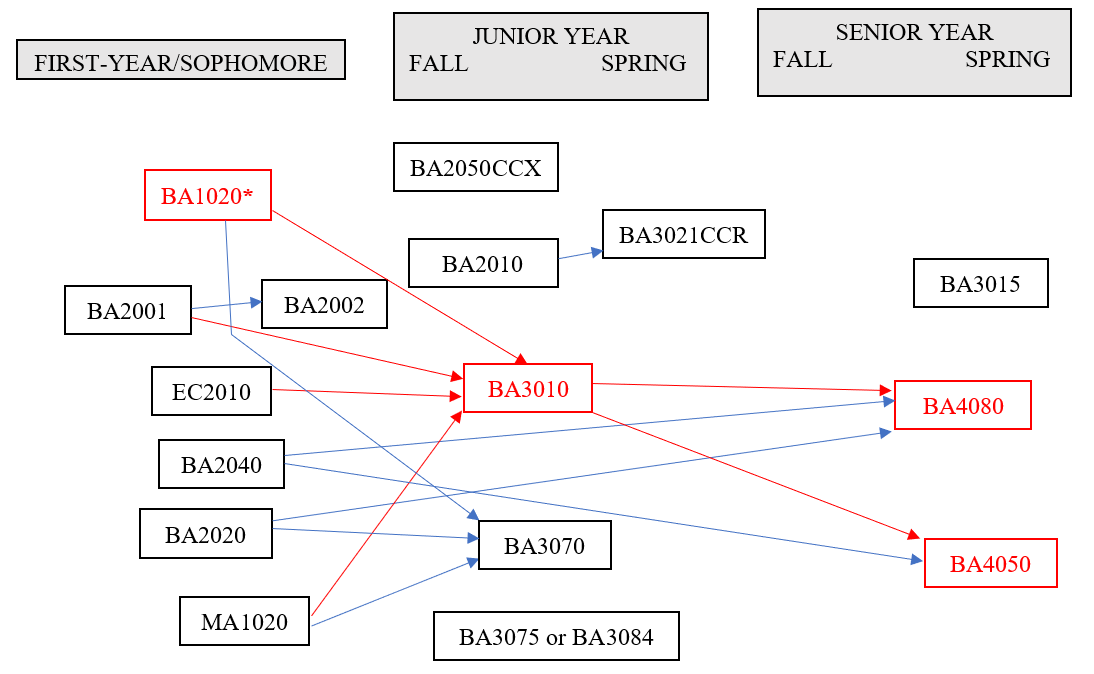 FIRST-YEAR/SOPHOMORE
JUNIOR YEAR
FALL SPRING
SENIOR YEAR
FALL SPRING
BA2050CCX
BA1020*
BA3021CCR
BA2010
BA3015
BA2001
BA2002
EC2010
BA3010
BA4080
BA2040
BA2020
BA3070
BA4050
MA1020
BA3075 or BA3084